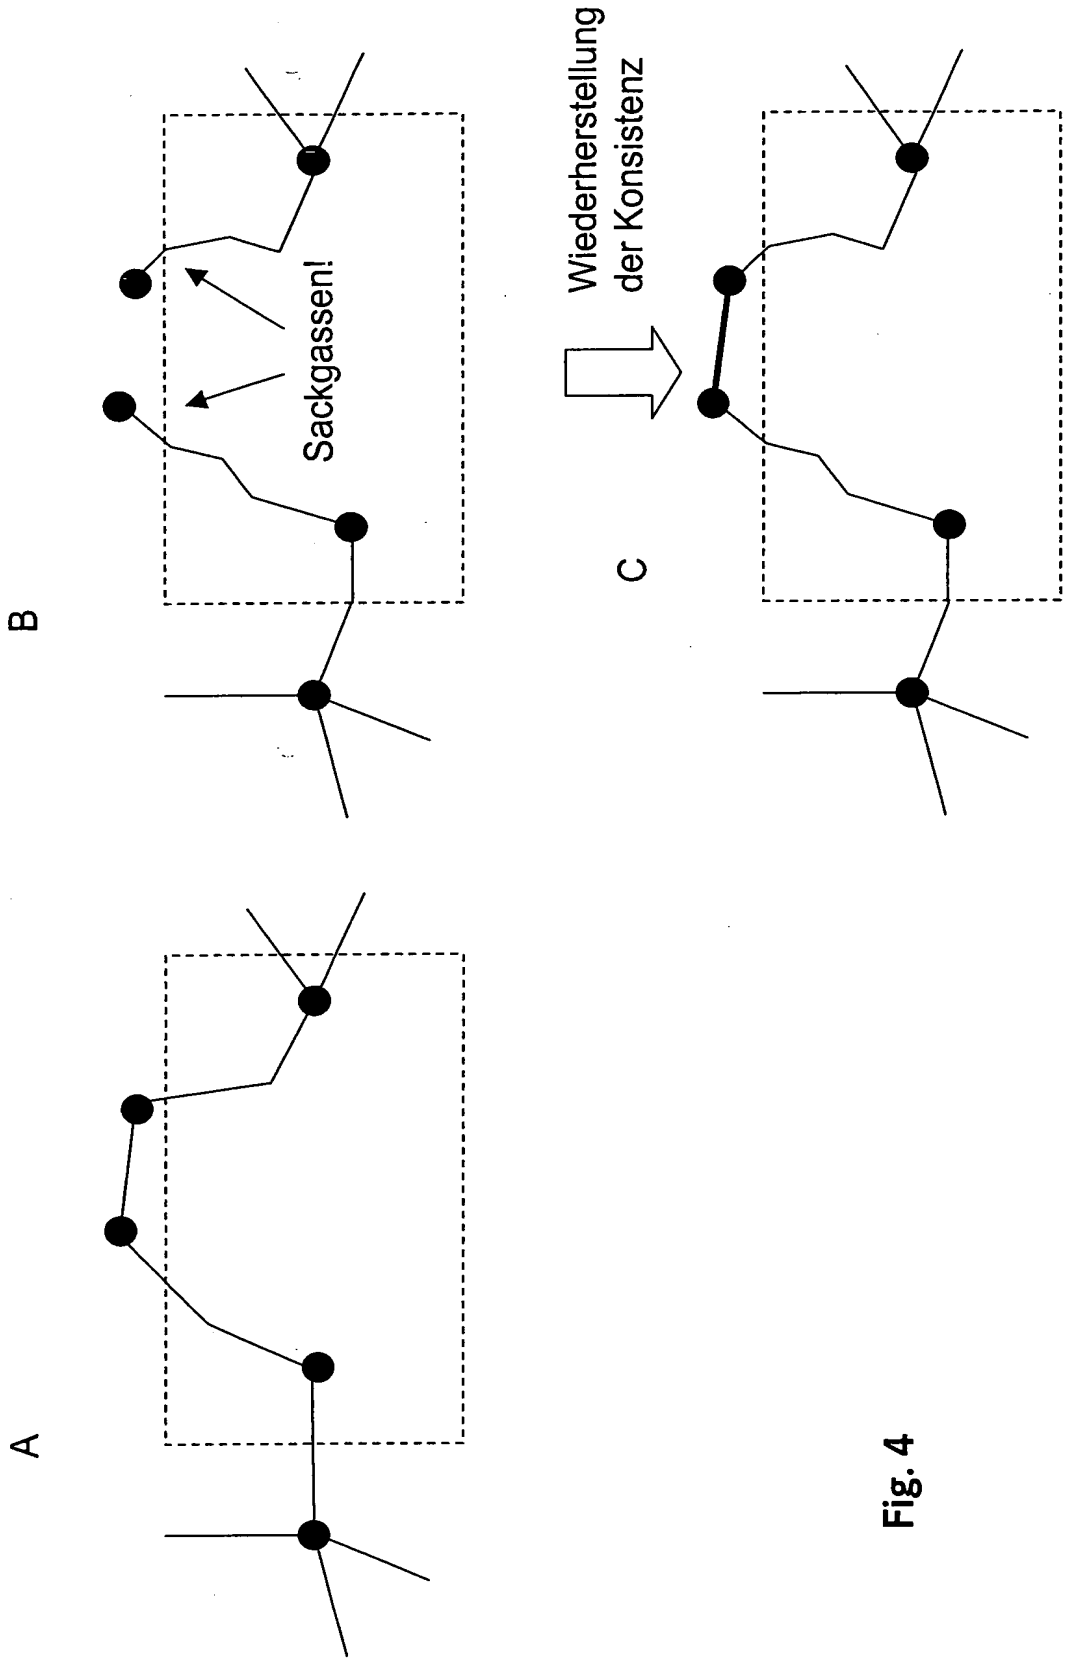 A
B
Sackgassen!
Wiederherstellung
der Konsistenz
C
Fig. 4